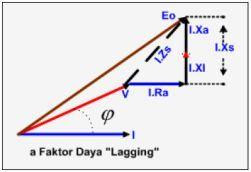 Eo
I.Xa
I.Zs
I.Xs
I.Xl
V
I.Ra
φ
I
a Faktor Daya "Lagging"